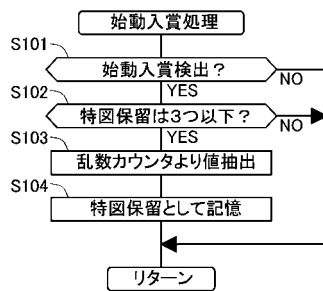 始動入賞処理
S101
始動入賞検出?
NO
YES
S102
特図保留は3つ以下?
NO
YES
S103
乱数カウンタより値抽出
S104
特図保留として記憶
リターン